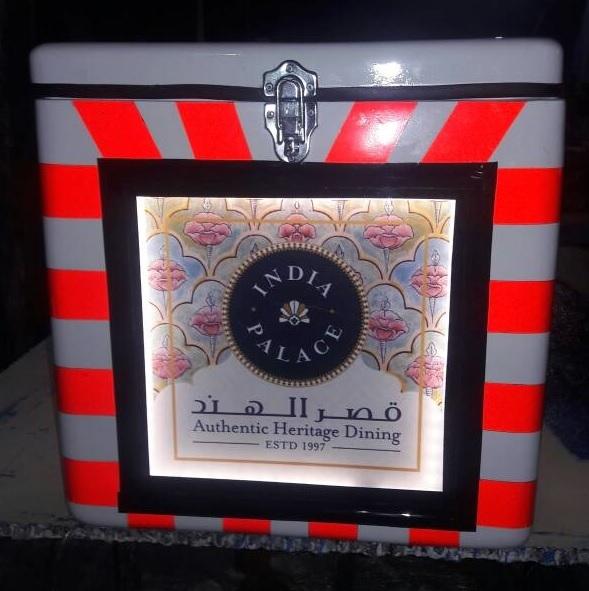 INDIA
PALACE
قصر الهند
Authentic Heritage Dining
ESTD 1997